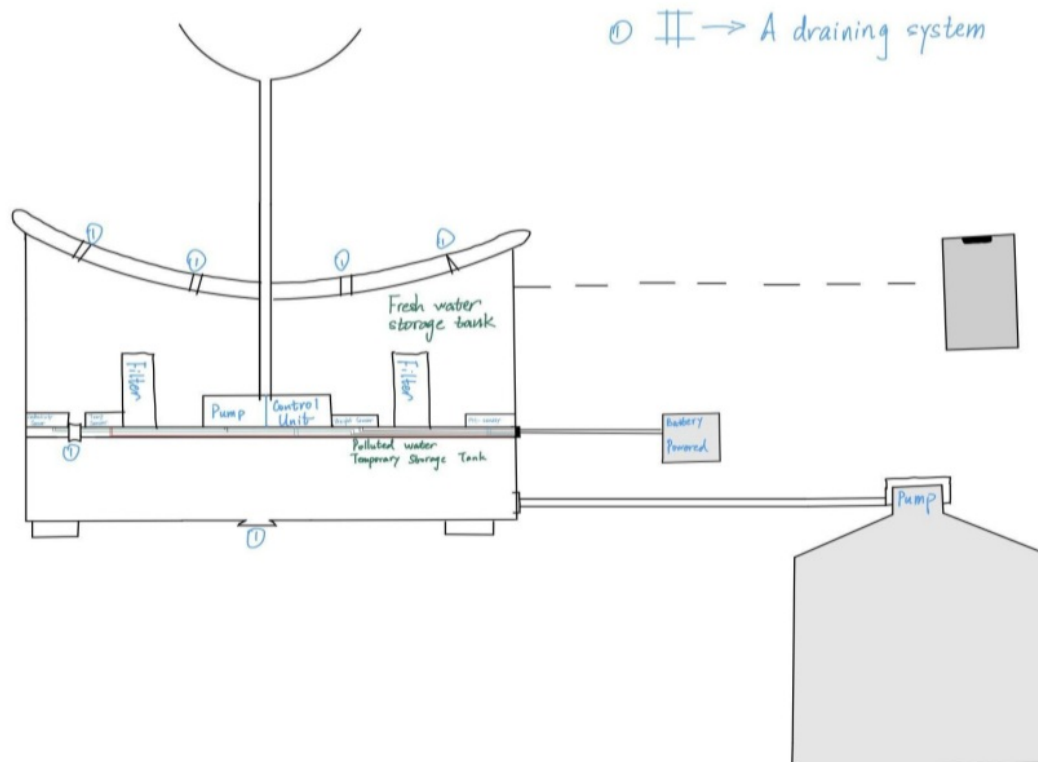 ① ⌗ → A draining system
①
①
①
①
Fresh water
storage tank
Filter
Filter
Pump
Control
Unit
Battery
Powered
Polluted water
Temporary Storage Tank
①
Pump
①